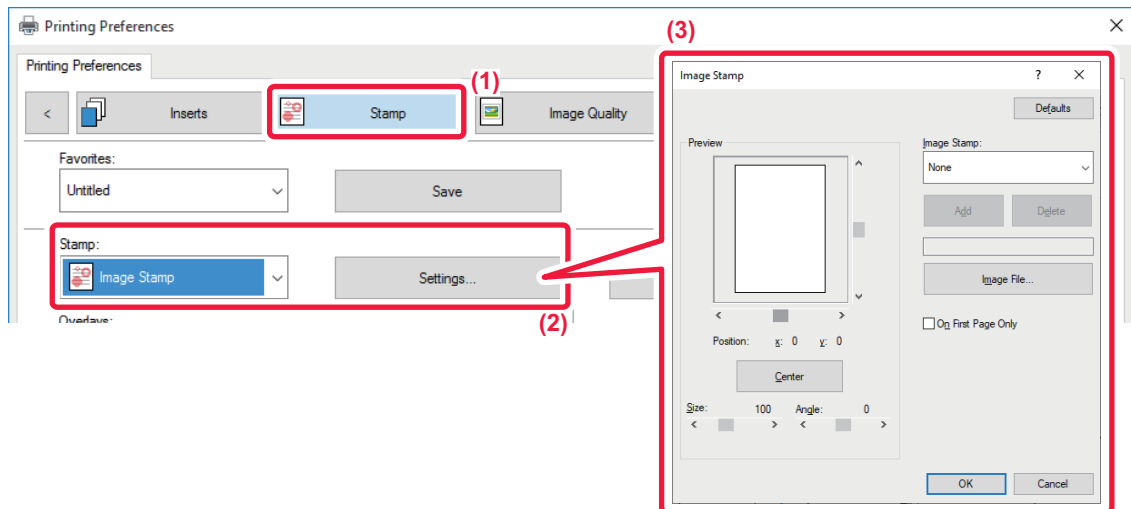 Printing Preferences
(3)
Printing Preferences
(1)
<
Inserts
Stamp
Image Quality
Favorites:
Untitled
Save
Stamp:
Image Stamp
Settings...
(2)
Overlays:
Image Stamp
?
Defaults
Preview
Image Stamp:
None
Add
Delete
Image File...
On First Page Only
Position: x: 0 y: 0
Center
Size: 100 Angle: 0
OK
Cancel